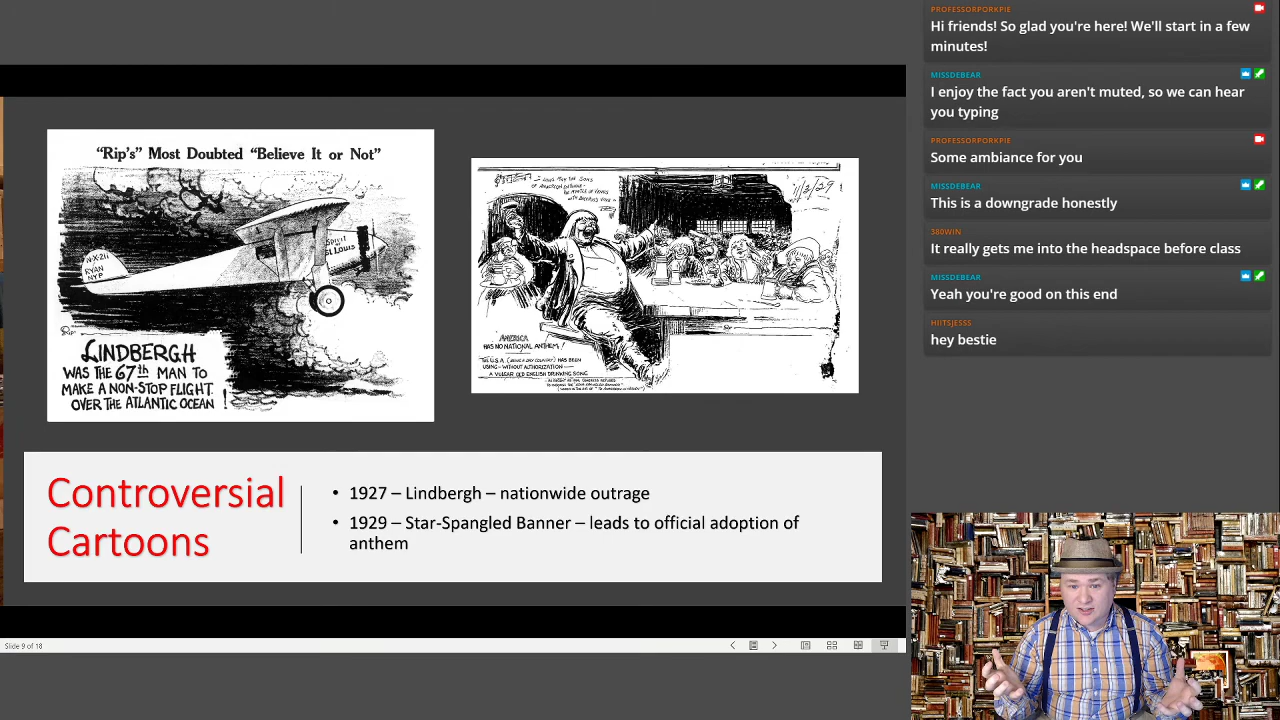 "Rip's" Most Doubted "Believe It or Not"
N-X-211
RYAN
NYP
SPIRIT
ST. LOUIS
Rip
LINDBERGH
WAS THE 67TH MAN TO
MAKE A NON-STOP FLIGHT
OVER THE ATLANTIC OCEAN !
AMERICA
HAS NO NATIONAL ANTHEM!
THE U.S.A. (BEING A DRY COUNTRY) HAS BEEN
USING - WITHOUT AUTHORIZATION -
A VULGAR OLD ENGLISH DRINKING SONG
Controversial
Cartoons
• 1927 – Lindbergh – nationwide outrage
• 1929 – Star-Spangled Banner – leads to official adoption of
anthem
Slide 9 of 18
PROFESSORPORKPIE
Hi friends! So glad you're here! We'll start in a few
minutes!
MISSDEBEAR
I enjoy the fact you aren't muted, so we can hear
you typing
PROFESSORPORKPIE
Some ambiance for you
MISSDEBEAR
This is a downgrade honestly
380WIN
It really gets me into the headspace before class
MISSDEBEAR
Yeah you're good on this end
HIITSJESSS
hey bestie